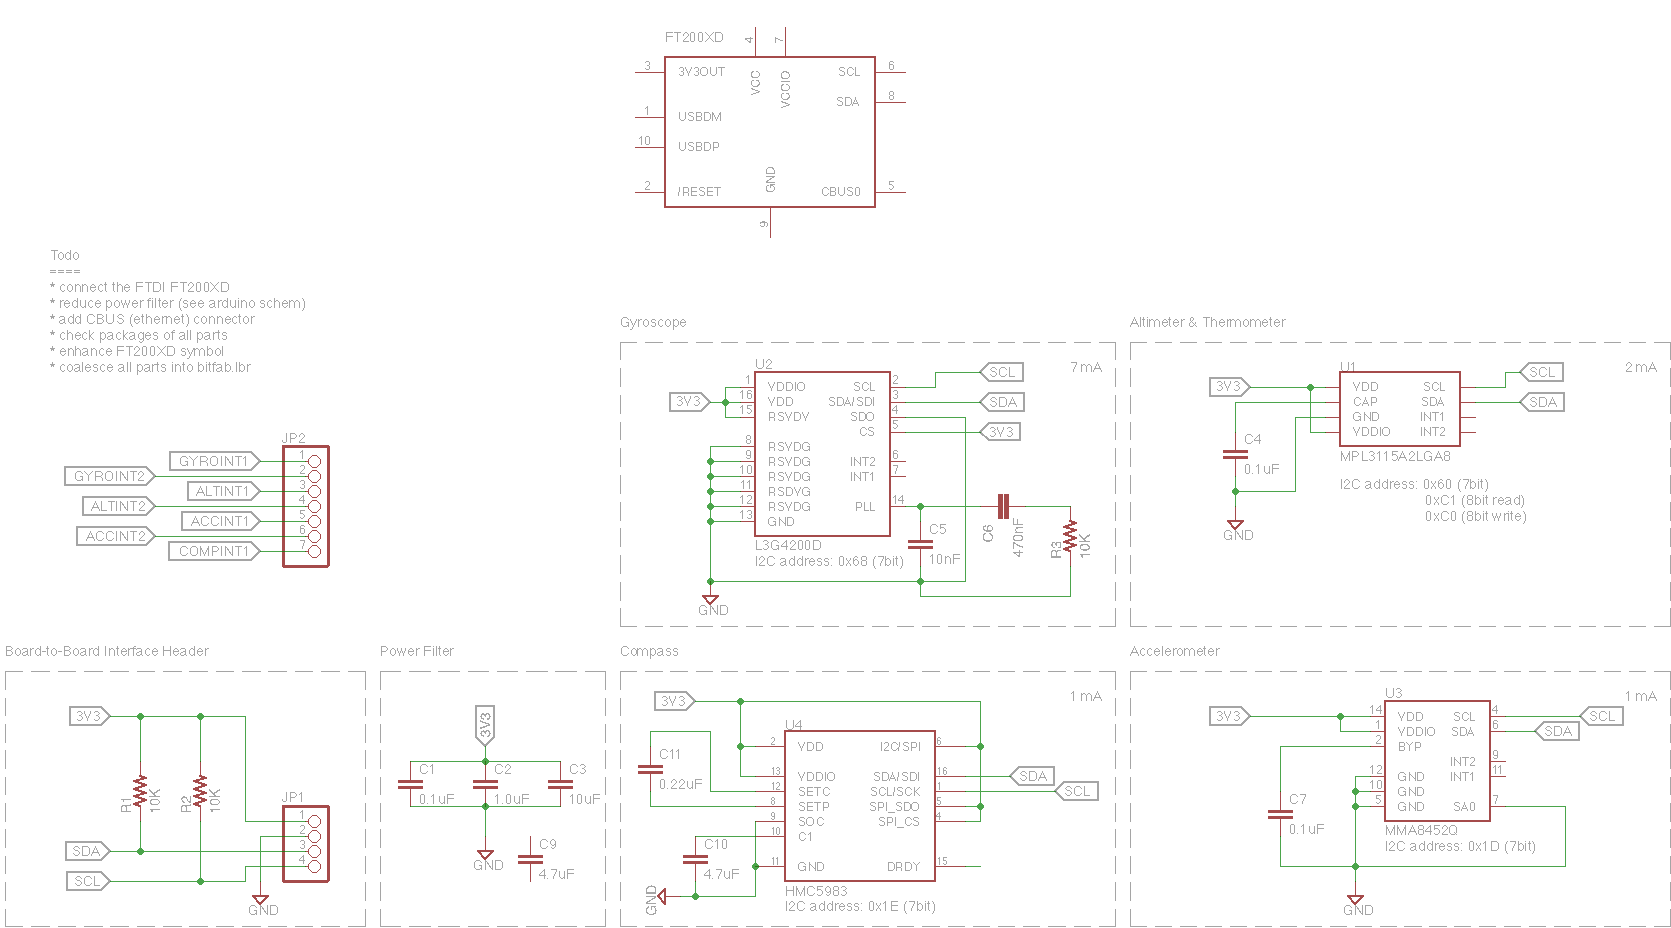 FT200XD
4
7
3
3V3OUT
VCC
VCCIO
SCL
6
SDA
8
1
USBDM
10
USBDP
2
/RESET
GND
CBUS0
5
9
Todo
====
* connect the FTDI FT200XD
* reduce power filter (see arduino schem)
* add CBUS (ethernet) connector
* check packages of all parts
* enhance FT200XD symbol
* coalesce all parts into bitfab.lbr
JP2
GYROINT1
1
GYROINT2
2
ALTINT1
3
ALTINT2
4
ACCINT1
5
ACCINT2
6
COMPINT1
7
Gyroscope
7 mA
U2
3V3
1
VDDIO
16
VDD
15
RSYDV
8
RSYDG
9
RSYDG
10
RSYDG
11
RSDVG
12
RSYDG
13
GND
SCL
2
SCL
SDA/SDI
3
SDA
SDO
4
CS
5
3V3
INT2
6
INT1
7
PLL
14
C5
10nF
C6
470nF
R3
10K
L3G4200D
I2C address: 0x68 (7bit)
GND
Altimeter & Thermometer
2 mA
U1
3V3
VDD
CAP
GND
VDDIO
SCL
SDA
INT1
INT2
SCL
SDA
C4
0.1uF
GND
MPL3115A2LGA8
I2C address: 0x60 (7bit)
0xC1 (8bit read)
0xC0 (8bit write)
Board-to-Board Interface Header
3V3
R1
10K
R2
10K
JP1
1
2
3
4
SDA
SCL
GND
Power Filter
3V3
C1
0.1uF
C2
1.0uF
C3
10uF
GND
C9
4.7uF
Compass
1 mA
3V3
U4
C11
0.22uF
2
VDD
13
VDDIO
12
SETC
8
SETP
9
SOC
10
C1
11
GND
I2C/SPI
6
SDA/SDI
16
SDA
SCL/SCK
1
SCL
SPI_SDO
5
SPI_CS
4
DRDY
15
C10
4.7uF
GND
HMC5983
I2C address: 0x1E (7bit)
Accelerometer
1 mA
U3
3V3
14
VDD
1
VDDIO
2
BYP
12
GND
10
GND
5
GND
SCL
4
SCL
SDA
6
SDA
INT2
9
INT1
11
SA0
7
C7
0.1uF
MMA8452Q
I2C address: 0x1D (7bit)
GND